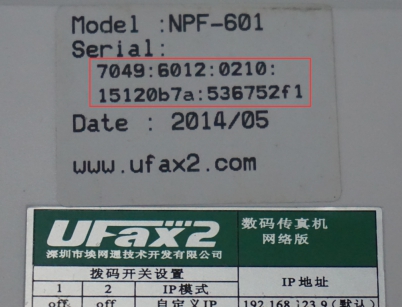 Model :NPF-601
Serial:
7049:6012:0210:
15120b7a:536752f1
Date : 2014/05
www.ufax2.com
UFax2
数码传真机
网络版
深圳市埃网通技术开发有限公司
拨码开关设置
IP地址
1 2 IP模式
off off 自定义IP 192.168.123.9(默认)